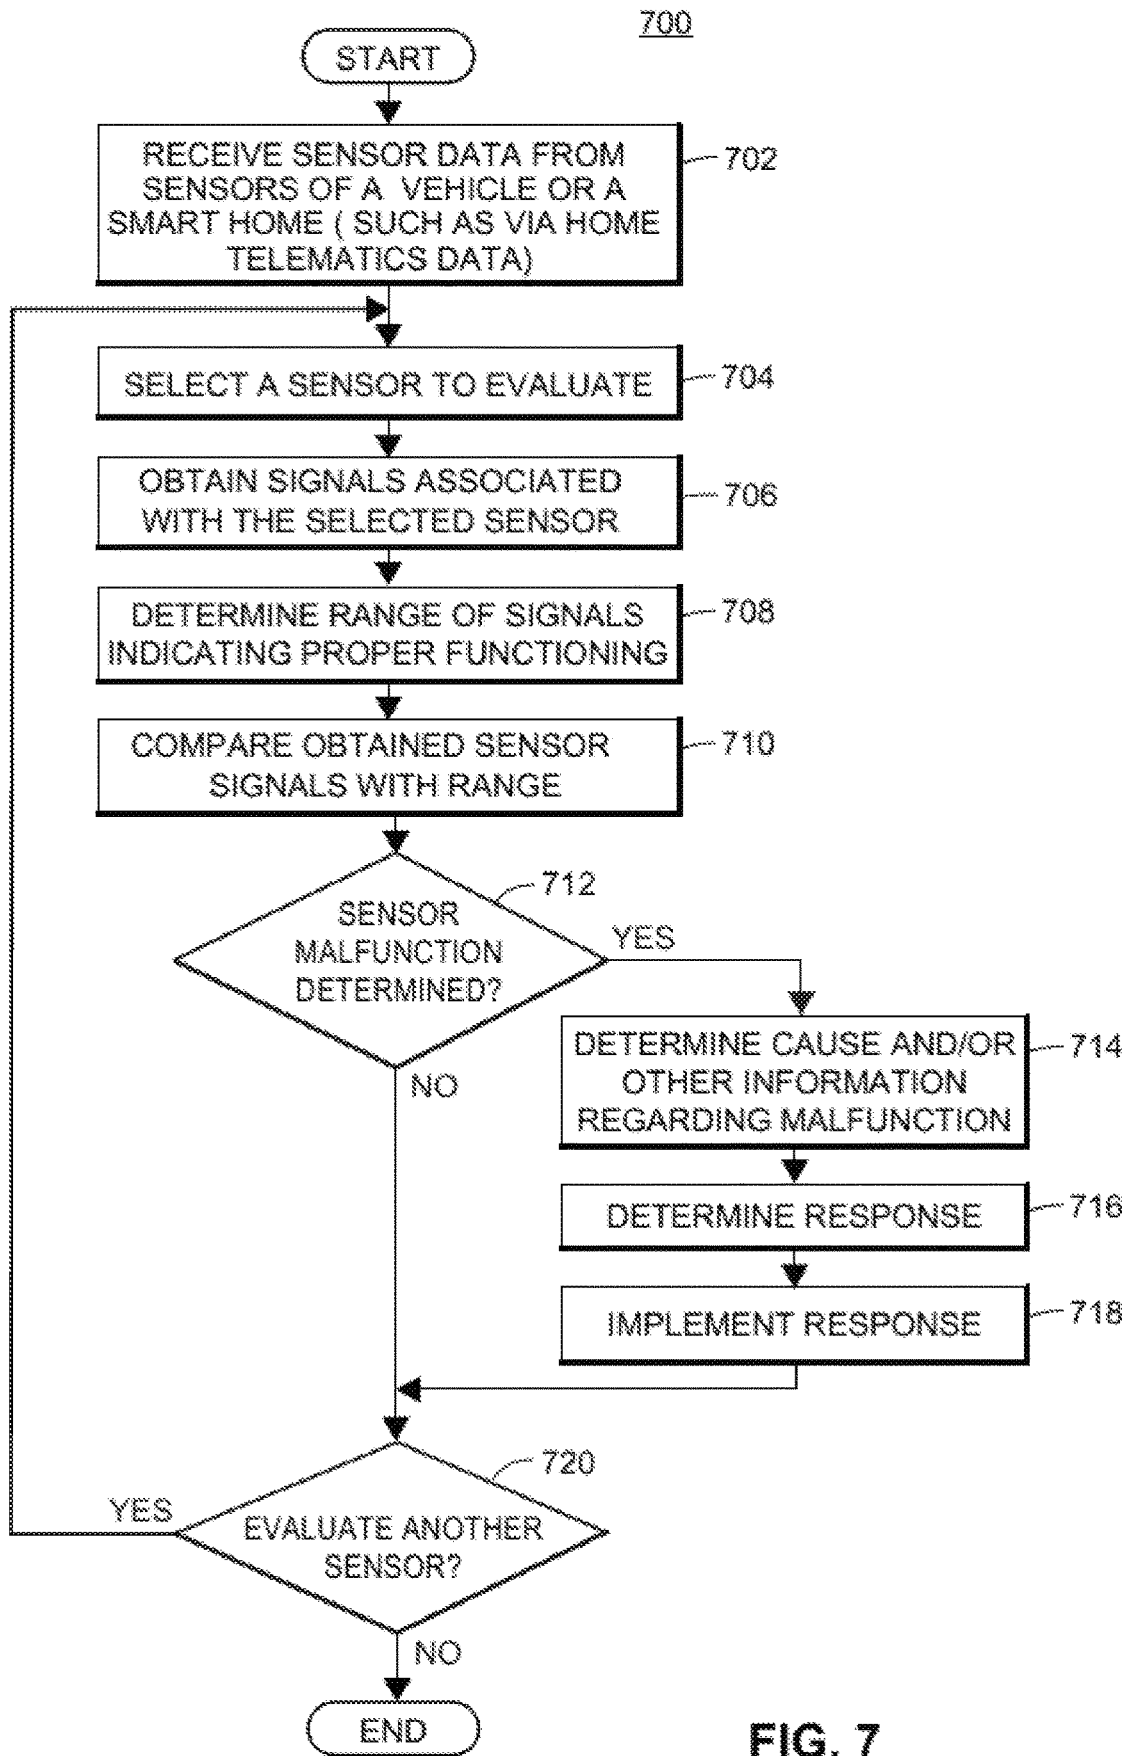 700
START
RECEIVE SENSOR DATA FROM
SENSORS OF A VEHICLE OR A
SMART HOME ( SUCH AS VIA HOME
TELEMATICS DATA)
702
SELECT A SENSOR TO EVALUATE
704
OBTAIN SIGNALS ASSOCIATED
WITH THE SELECTED SENSOR
706
DETERMINE RANGE OF SIGNALS
INDICATING PROPER FUNCTIONING
708
COMPARE OBTAINED SENSOR
SIGNALS WITH RANGE
710
712
SENSOR
MALFUNCTION
DETERMINED?
YES
NO
DETERMINE CAUSE AND/OR
OTHER INFORMATION
REGARDING MALFUNCTION
714
DETERMINE RESPONSE
716
IMPLEMENT RESPONSE
718
720
YES
EVALUATE ANOTHER
SENSOR?
NO
END
FIG. 7